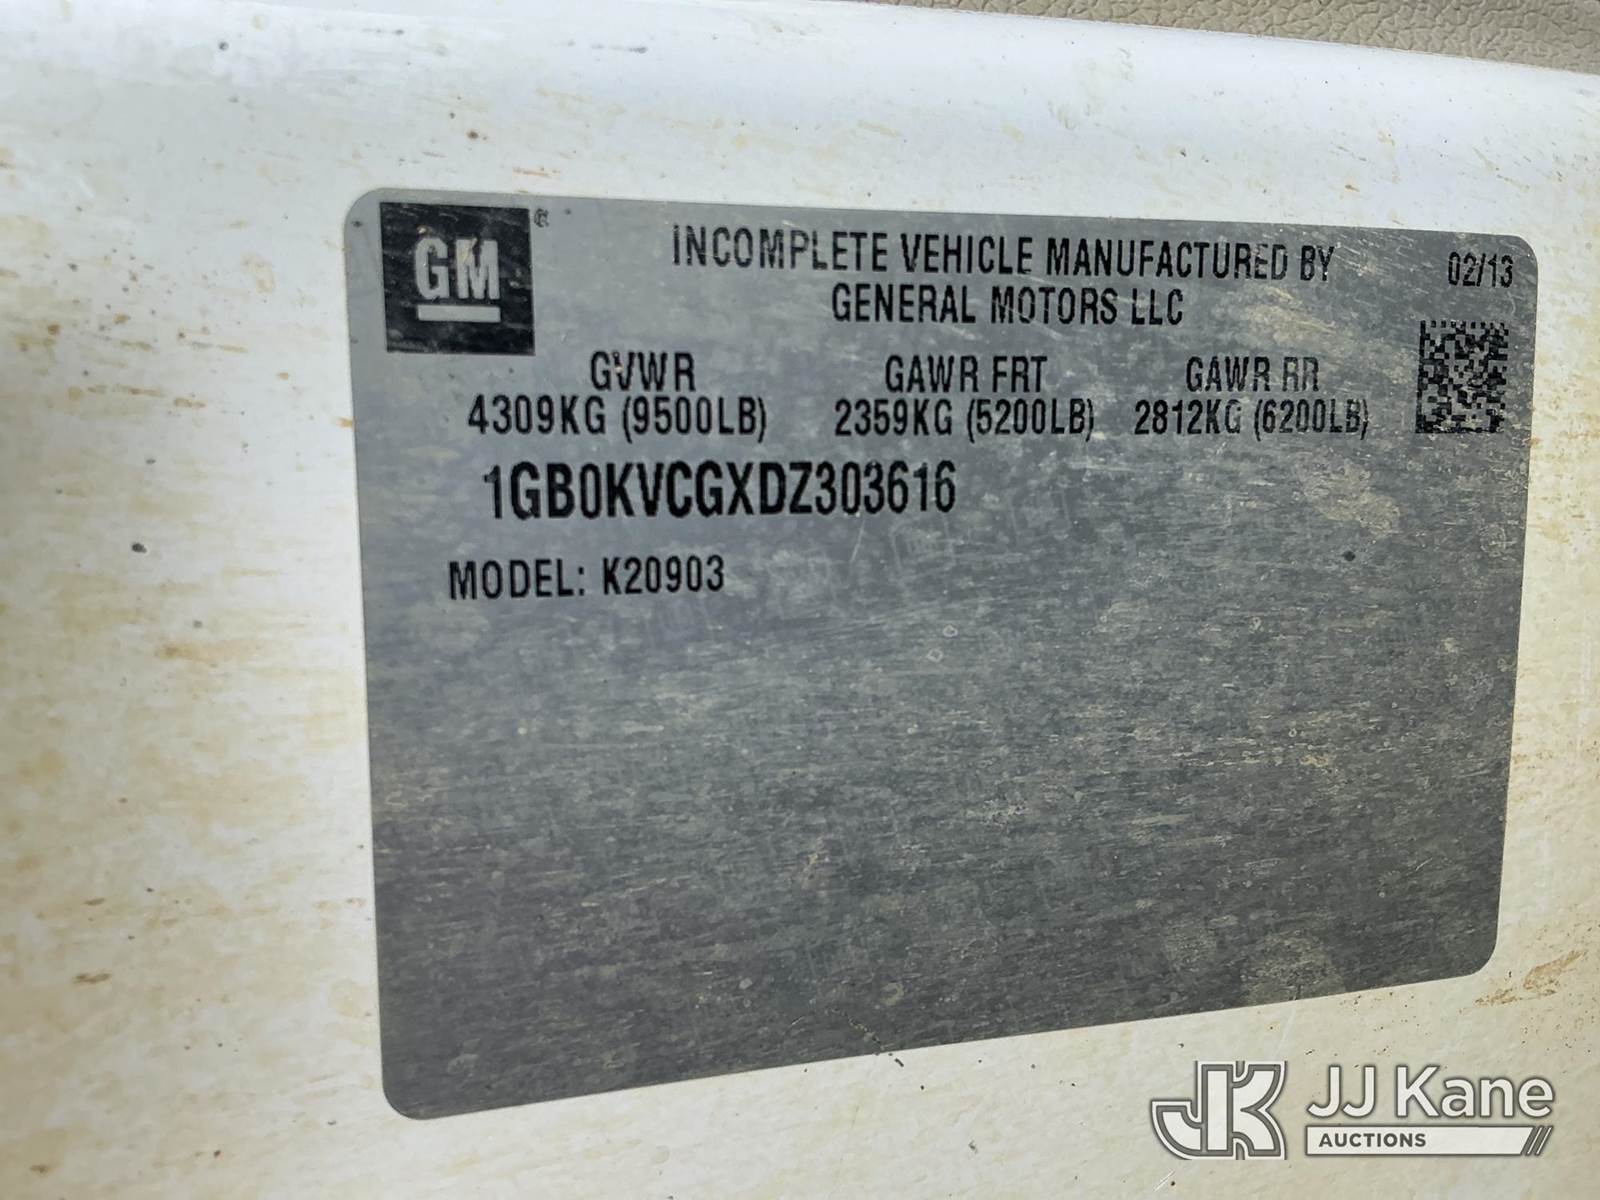 GM
INCOMPLETE VEHICLE MANUFACTURED BY
GENERAL MOTORS LLC
02/13
GVWR GAWR FRT GAWR RR
4309KG (9500LB) 2359KG (5200LB) 2812KG (6200LB)
1GB0KVCGXDZ303616
MODEL: K20903
JK JJ Kane
AUCTIONS